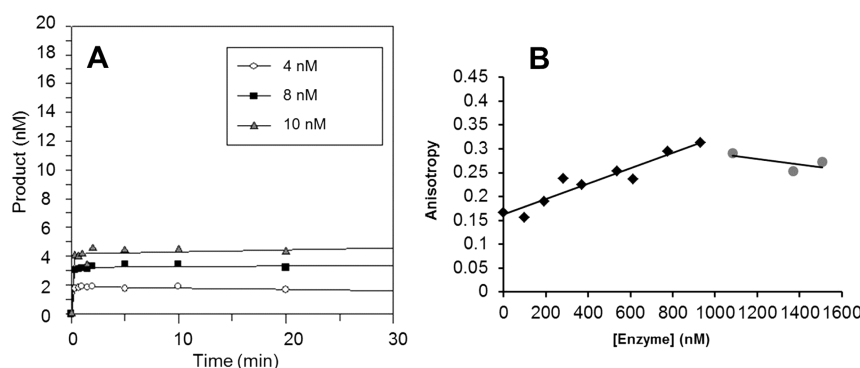 A
20
18
16
14
12
10
8
6
4
2
0
Product (nM)
4 nM
8 nM
10 nM
0 10 20 30
Time (min)
B
0.45
0.4
0.35
0.3
0.25
0.2
0.15
0.1
0.05
0
Anisotropy
0 200 400 600 800 1000 1200 1400 1600
[Enzyme] (nM)